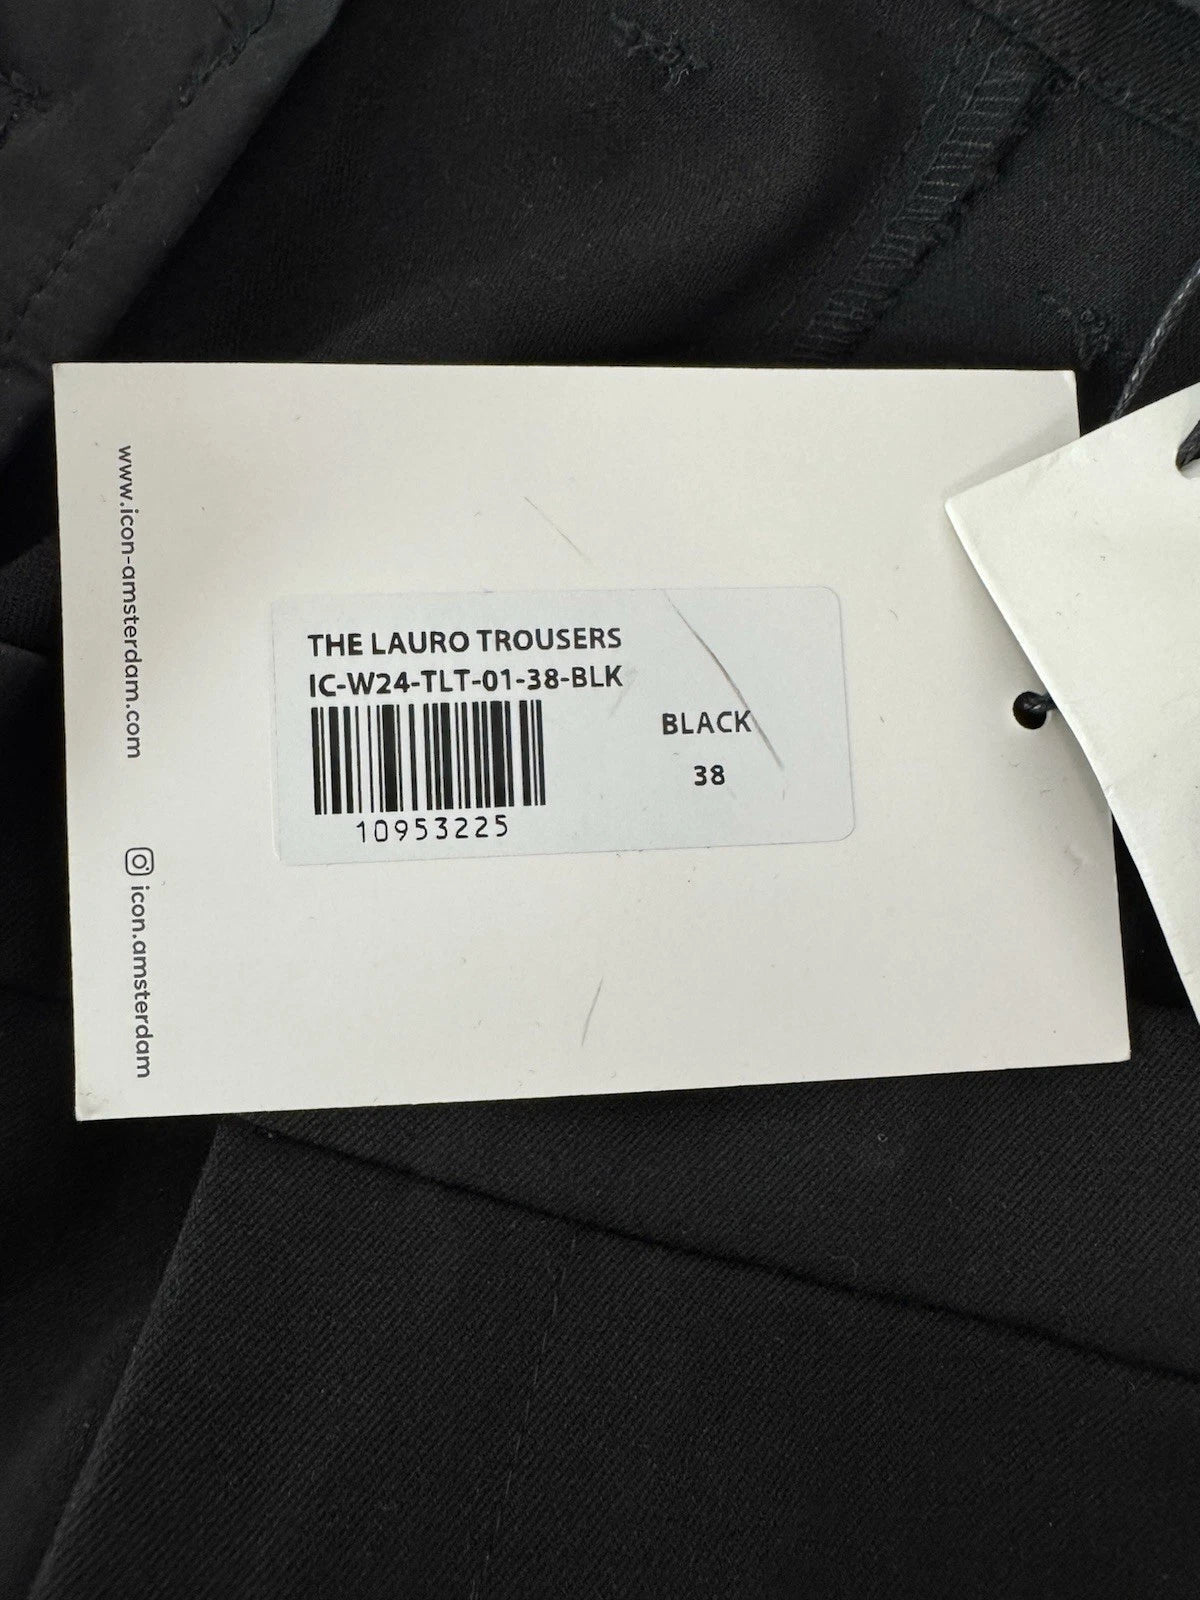 www.icon-amsterdam.com
icon.amsterdam
THE LAURO TROUSERS
IC-W24-TLT-01-38-BLK
BLACK
38
10953225